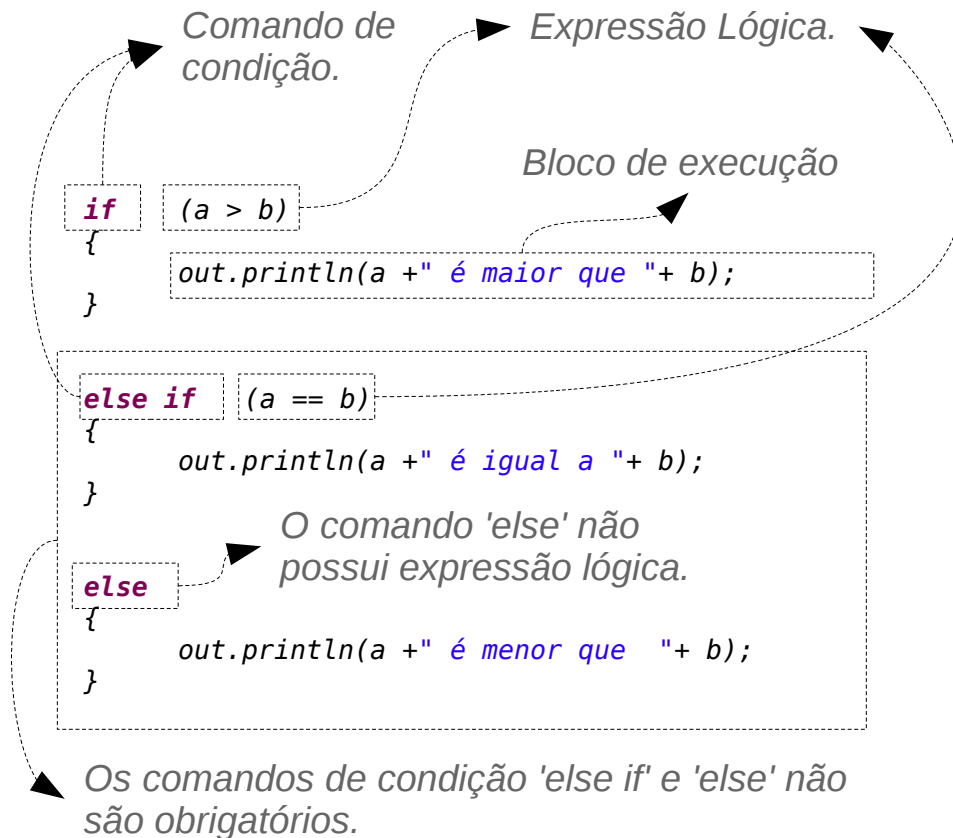 Comando de
condição.
Expressão Lógica.
Bloco de execução
if (a > b)
{
out.println(a +" é maior que "+ b);
}
else if (a == b)
{
out.println(a +" é igual a "+ b);
}
O comando 'else' não
possui expressão lógica.
else
{
out.println(a +" é menor que  "+ b);
}
Os comandos de condição 'else if' e 'else' não
são obrigatórios.